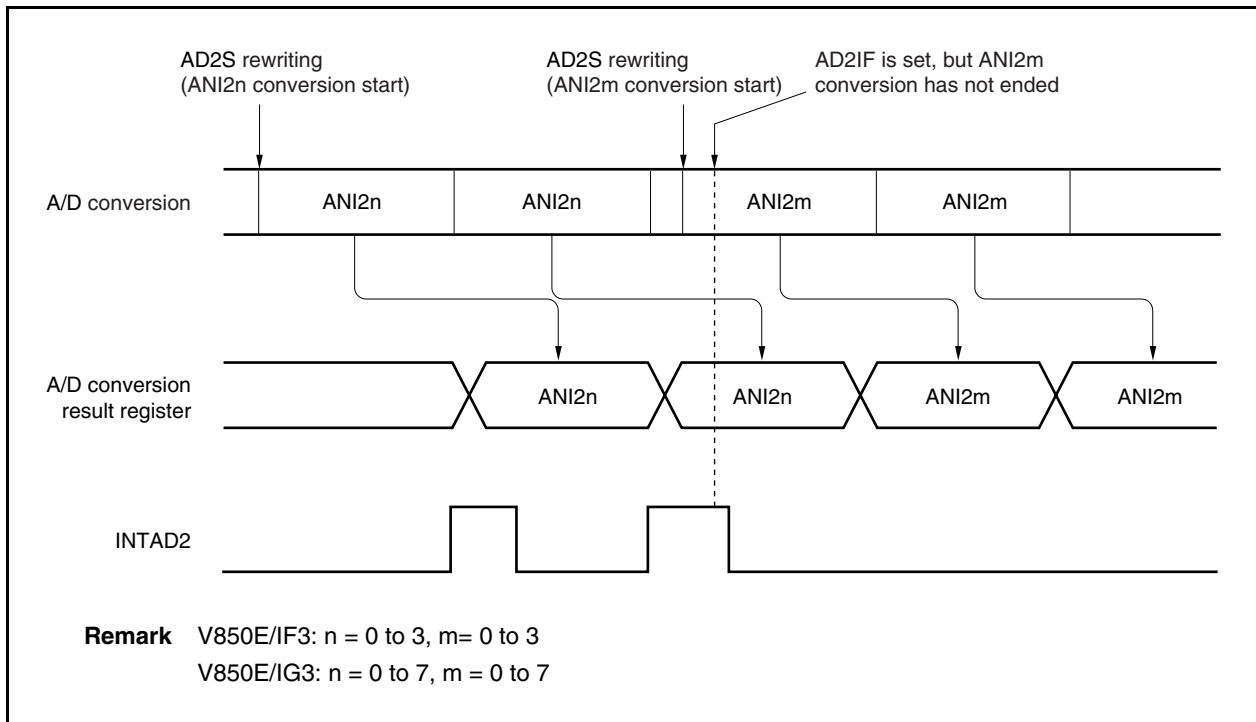 AD2S rewriting
(ANI2n conversion start)
AD2S rewriting
(ANI2m conversion start)
AD2IF is set, but ANI2m
conversion has not ended
A/D conversion
ANI2n
ANI2n
ANI2m
ANI2m
A/D conversion
result register
ANI2n
ANI2n
ANI2m
ANI2m
INTAD2
Remark V850E/IF3: n = 0 to 3, m= 0 to 3
V850E/IG3: n = 0 to 7, m = 0 to 7